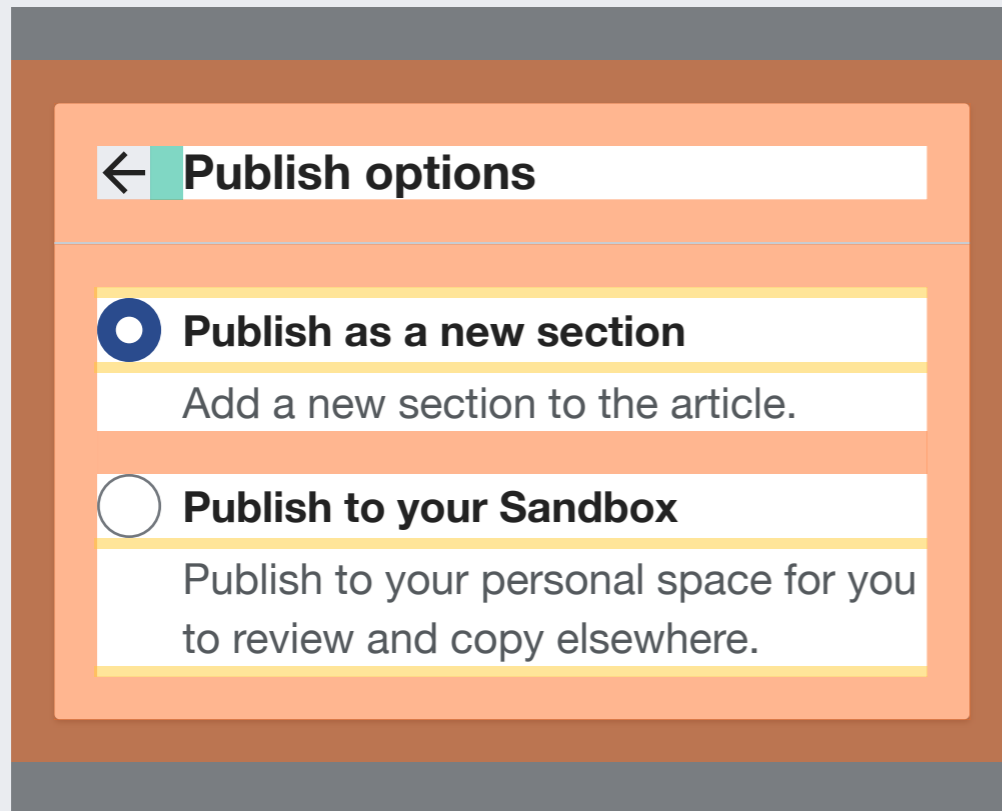 Publish options
Publish as a new section
Add a new section to the article.
Publish to your Sandbox
Publish to your personal space for you
to review and copy elsewhere.